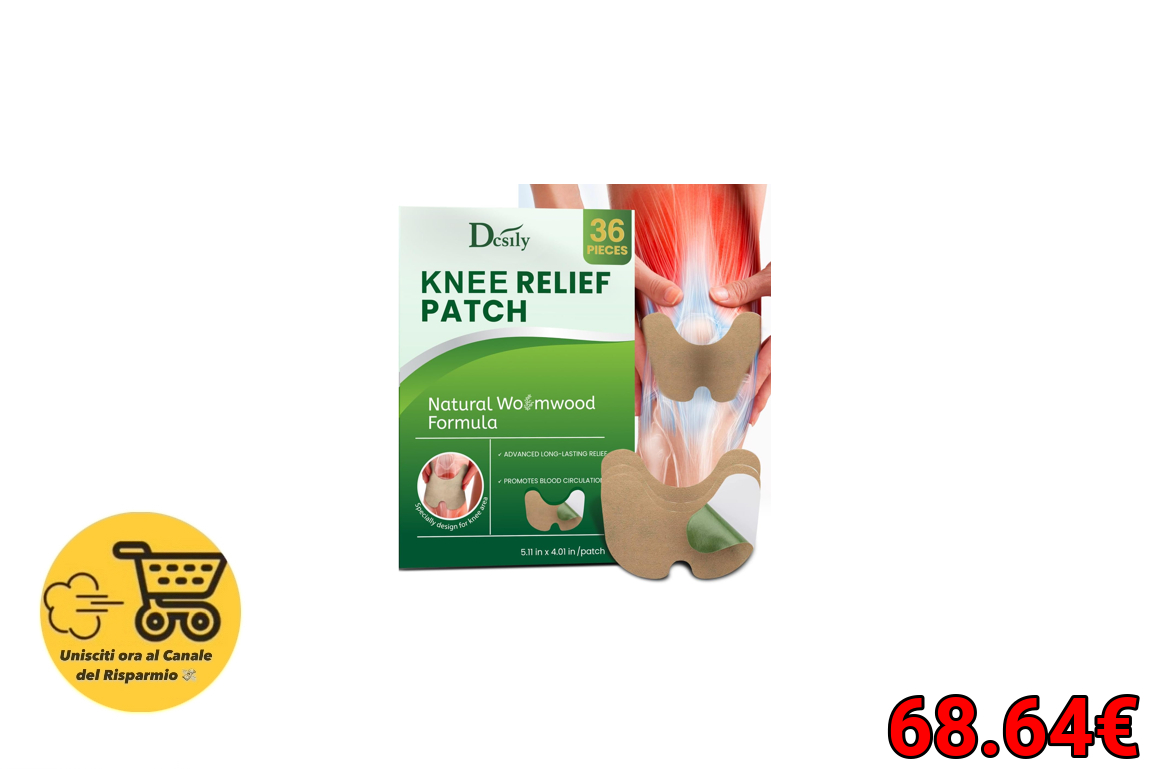 Dcsily
36
PIECES
KNEE RELIEF
PATCH
Natural Wormwood
Formula
✓ ADVANCED LONG-LASTING RELIEF
✓ PROMOTES BLOOD CIRCULATION
Specially design for knee area
5.11 in x 4.01 in/patch
Unisciti ora al Canale
del Risparmio 💸
68.64€